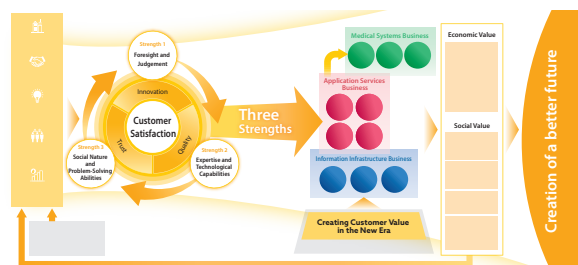 Strength 1
Foresight and
Judgement
Innovation
Customer
Satisfaction
Trust
Quality
Strength 3
Social Nature
and
Problem-Solving
Abilities
Strength 2
Expertise and
Technological
Capabilities
Three
Strengths
Medical Systems Business
Application Services
Business
Information Infrastructure Business
Creating Customer Value
in the New Era
Economic Value
Social Value
Creation of a better future